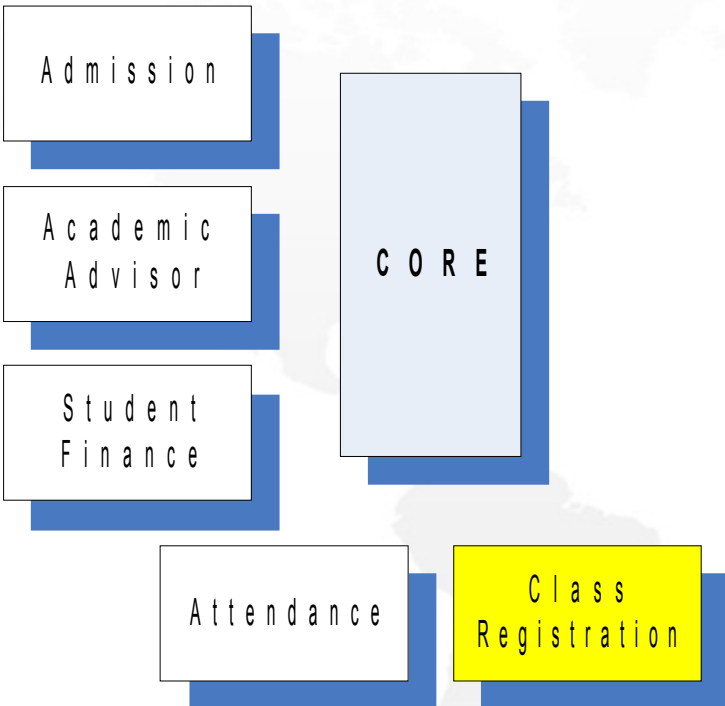 Admission
Academic
Advisor
CORE
Student
Finance
Attendance
Class
Registration